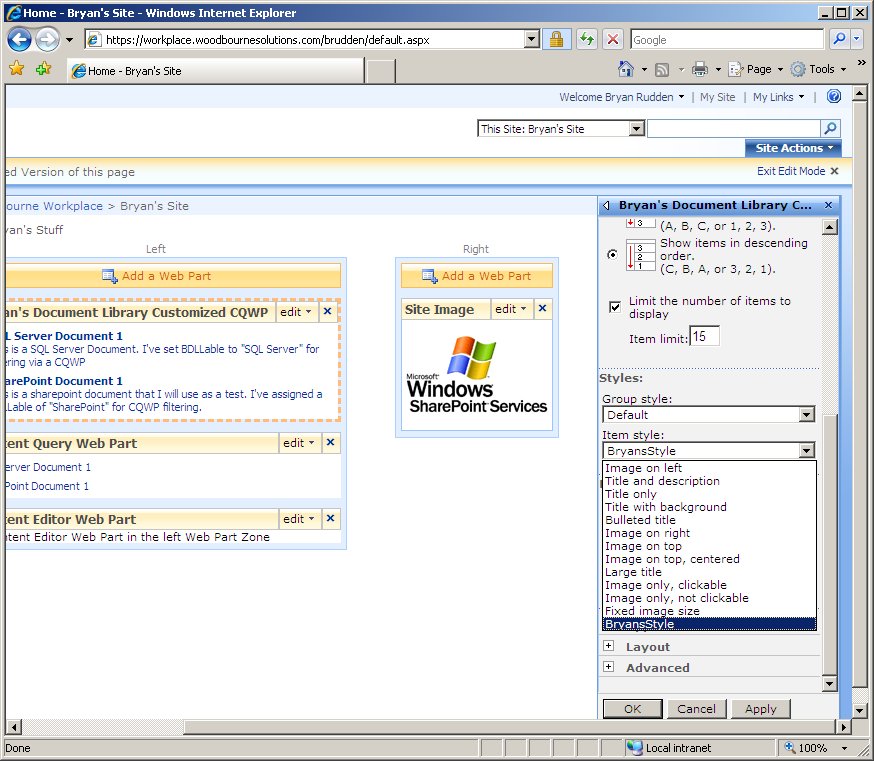 Home - Bryan's Site - Windows Internet Explorer
https://workplace.woodbournesolutions.com/brudden/default.aspx
Google
Home - Bryan's Site
Page
Tools
Welcome Bryan Rudden
My Site
My Links
This Site: Bryan's Site
Site Actions
ed Version of this page
Exit Edit Mode
ourne Workplace > Bryan's Site
yan's Stuff
Left
Right
Add a Web Part
Add a Web Part
an's Document Library Customized CQWP
edit
L Server Document 1
s is a SQL Server Document. I've set BDLLable to "SQL Server" for
ering via a CQWP
arePoint Document 1
s is a sharepoint document that I will use as a test. I've assigned a
LLable of "SharePoint" for CQWP filtering.
Site Image
edit
Microsoft
Windows
SharePoint Services
tent Query Web Part
edit
erver Document 1
Point Document 1
tent Editor Web Part
edit
ntent Editor Web Part in the left Web Part Zone
Bryan's Document Library C...
3
(A, B, C, or 1, 2, 3).
3
2
1
Show items in descending
order.
(C, B, A, or 3, 2, 1).
Limit the number of items to
display
Item limit: 15
Styles:
Group style:
Default
Item style:
BryansStyle
Image on left
Title and description
Title only
Title with background
Bulleted title
Image on right
Image on top
Image on top, centered
Large title
Image only, clickable
Image only, not clickable
Fixed image size
BryansStyle
Layout
Advanced
OK
Cancel
Apply
Done
Local intranet
100%